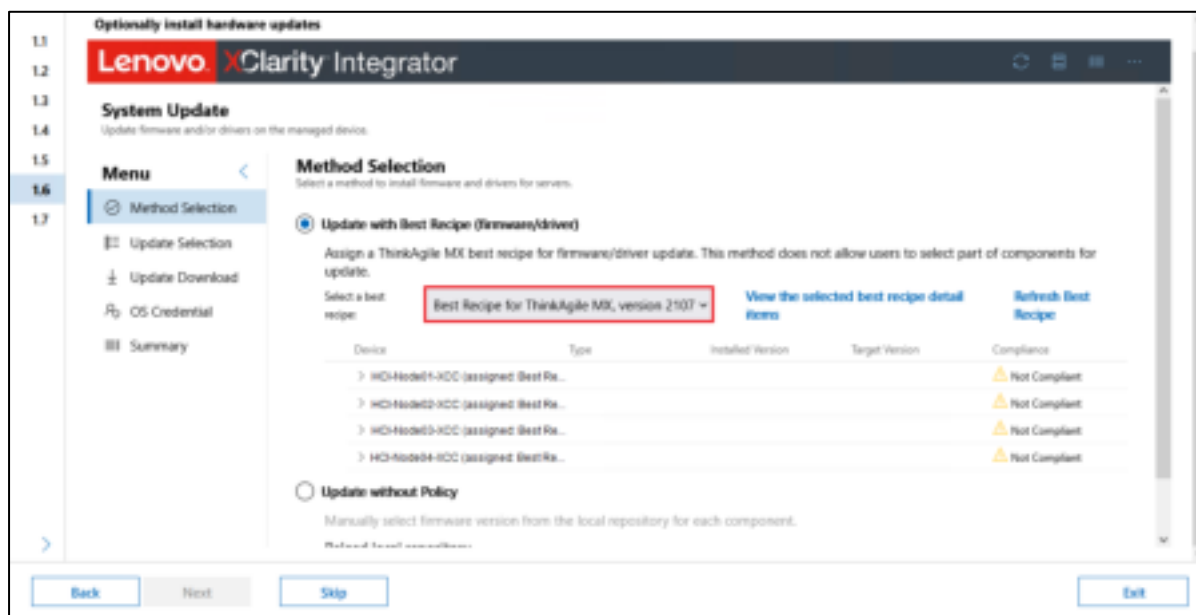 Optionally install hardware updates
1.1
1.2
1.3
1.4
1.5
1.6
1.7
Lenovo. XClarity Integrator
System Update
Update firmware and/or drivers on the managed device.
Menu
Method Selection
Update Selection
Update Download
OS Credential
Summary
Method Selection
Select a method to install firmware and drivers for servers.
Update with Best Recipe (firmware/driver)
Assign a ThinkAgile MX best recipe for firmware/driver update. This method does not allow users to select part of components for
update.
Select a best
recipe:
Best Recipe for ThinkAgile MX, version 2107
View the selected best recipe detail
items
Refresh Best
Recipe
Device Type Installed Version Target Version Compliance
HCI-Node01-XCC (assigned: Best Re... Not Compliant
HCI-Node02-XCC (assigned: Best Re... Not Compliant
HCI-Node03-XCC (assigned: Best Re... Not Compliant
HCI-Node04-XCC (assigned: Best Re... Not Compliant
Update without Policy
Manually select firmware version from the local repository for each component.
Reload local repository
Back Next Skip Exit